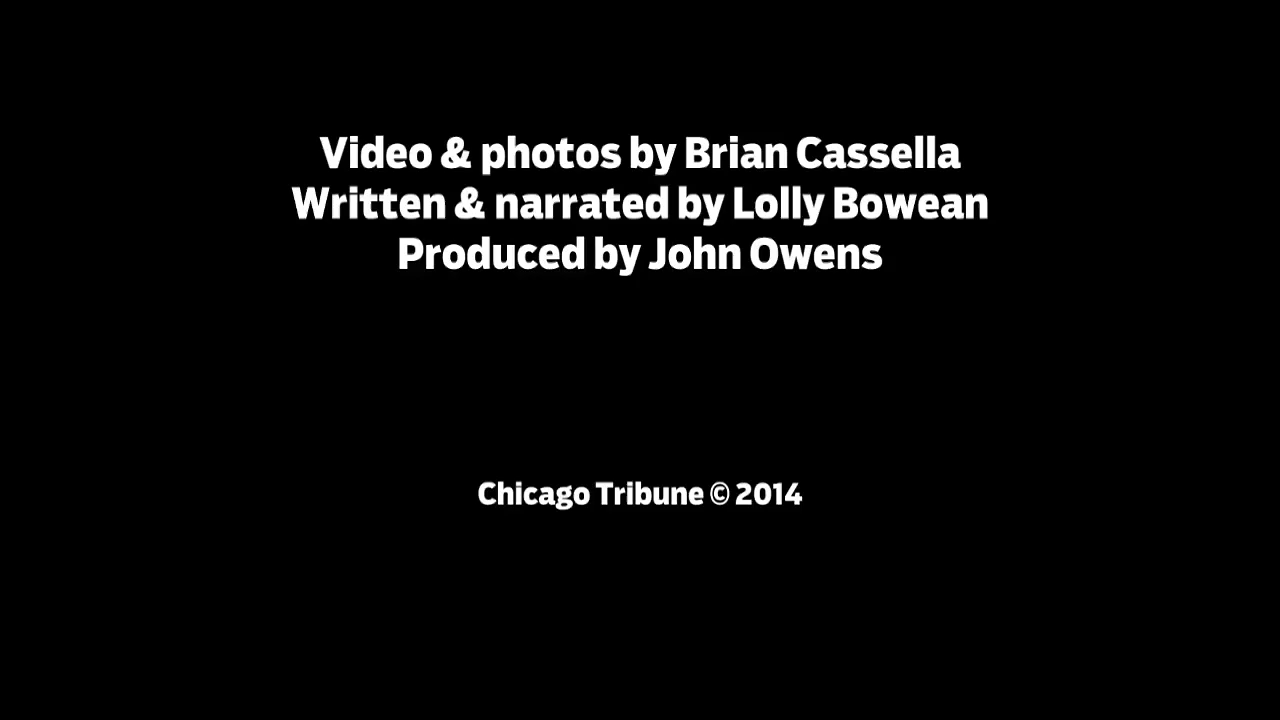 Video & photos by Brian Cassella
Written & narrated by Lolly Bowean
Produced by John Owens
Chicago Tribune © 2014